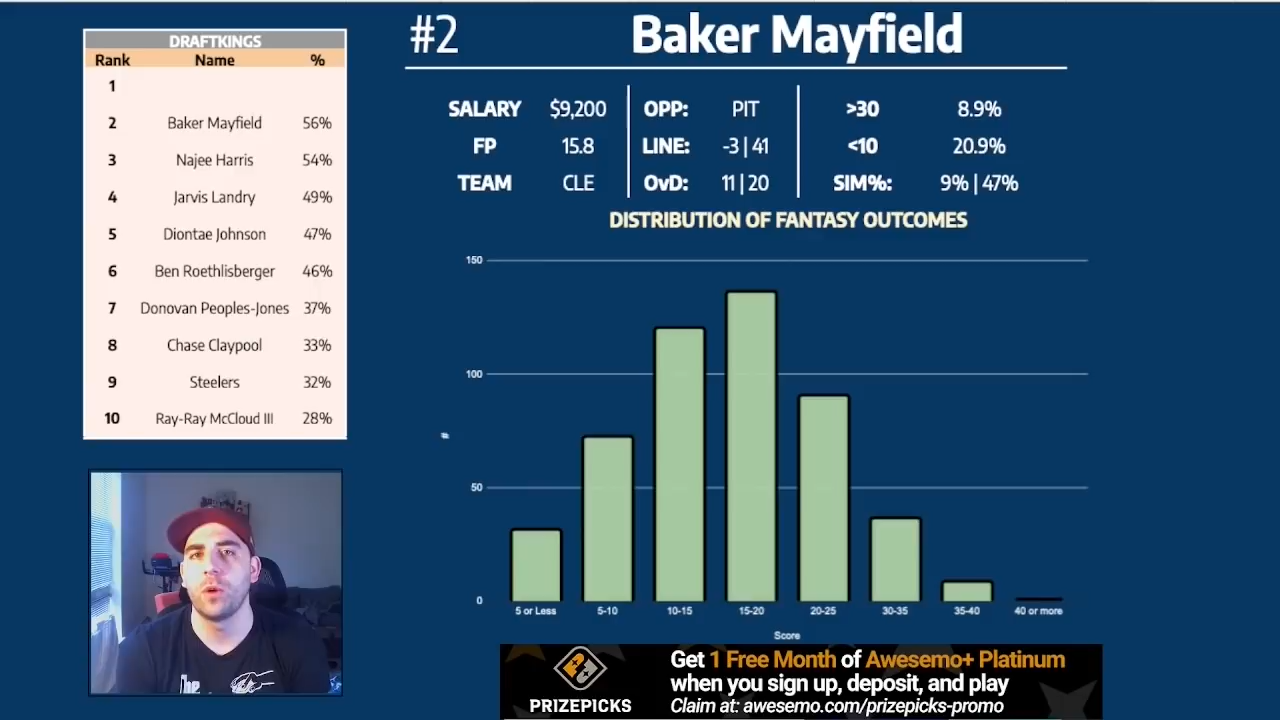 DRAFTKINGS
Rank Name %
1
2 Baker Mayfield 56%
3 Najee Harris 54%
4 Jarvis Landry 49%
5 Diontae Johnson 47%
6 Ben Roethlisberger 46%
7 Donovan Peoples-Jones 37%
8 Chase Claypool 33%
9 Steelers 32%
10 Ray-Ray McCloud III 28%
#2 Baker Mayfield
SALARY $9,200 OPP: PIT >30 8.9%
FP 15.8 LINE: -3 | 41 <10 20.9%
TEAM CLE OvD: 11 | 20 SIM%: 9% | 47%
DISTRIBUTION OF FANTASY OUTCOMES
150
100
50
0
#
5 or Less 5-10 10-15 15-20 20-25 30-35 35-40 40 or more
Score
The
PRIZEPICKS
Get 1 Free Month of Awesemo+ Platinum
when you sign up, deposit, and play
Claim at: awesemo.com/prizepicks-promo